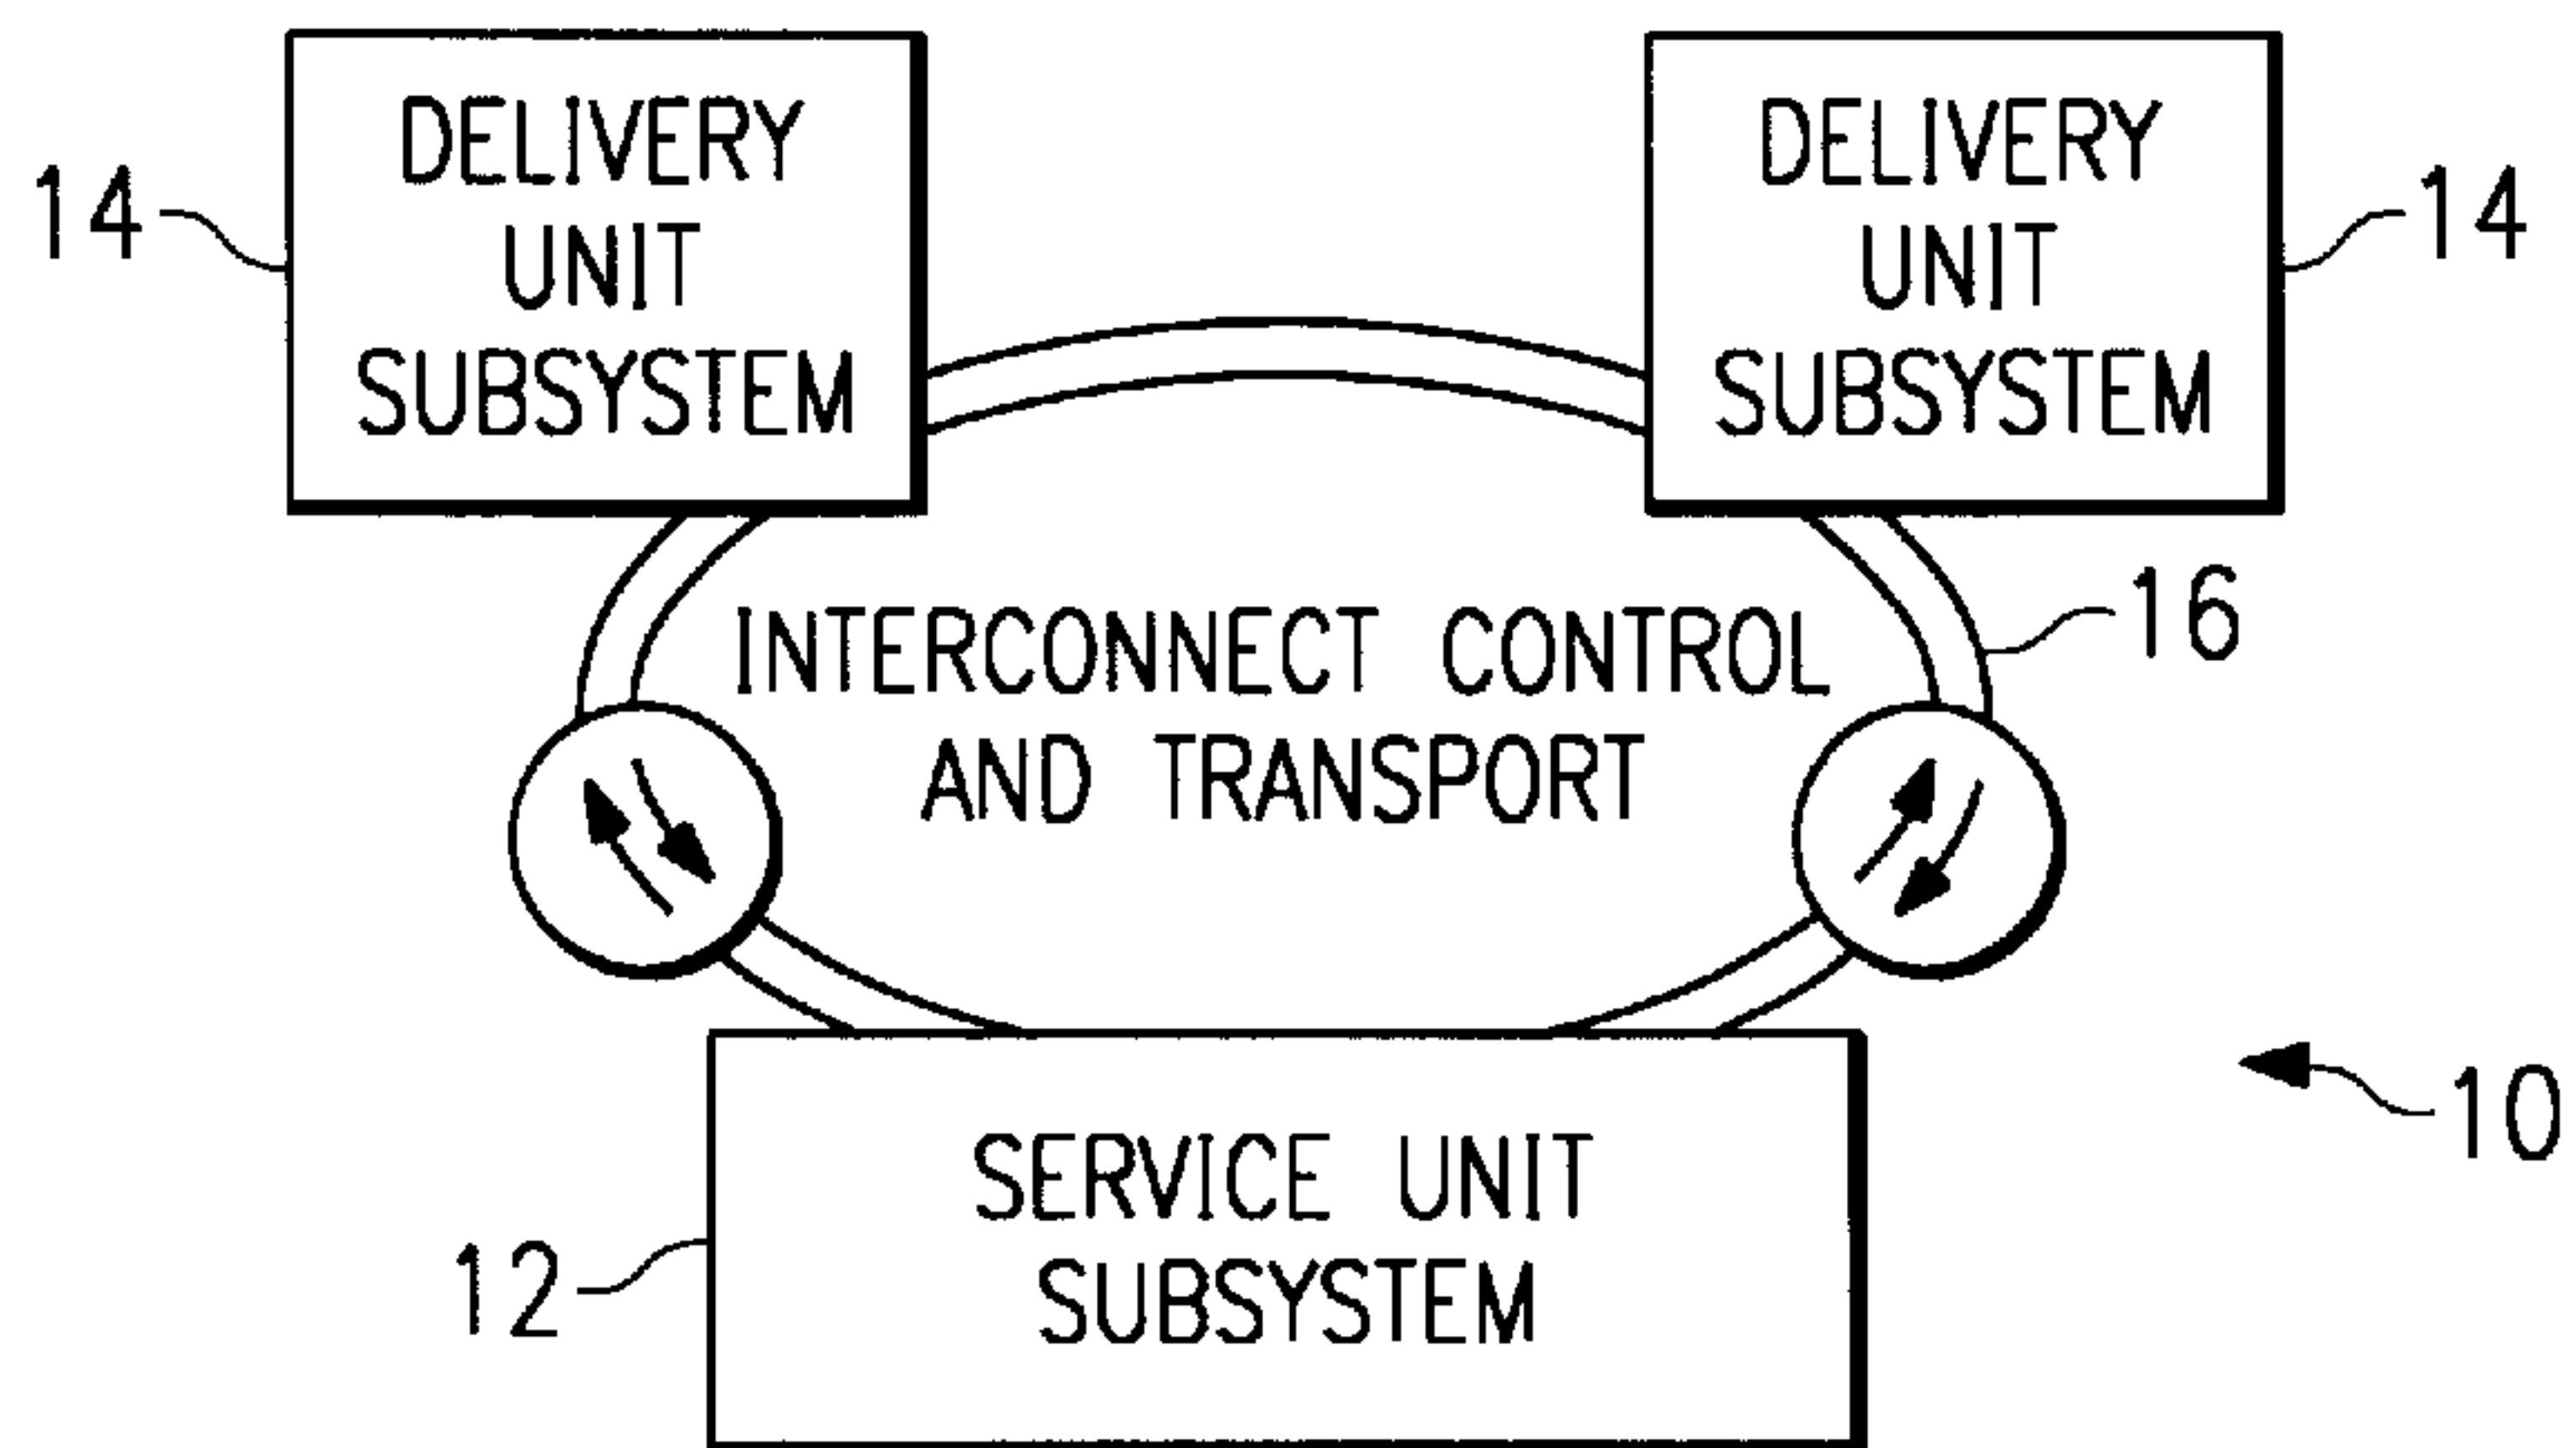 DELIVERY
UNIT
SUBSYSTEM
14
DELIVERY
UNIT
SUBSYSTEM
14
INTERCONNECT CONTROL
AND TRANSPORT
16
SERVICE UNIT
SUBSYSTEM
12
10